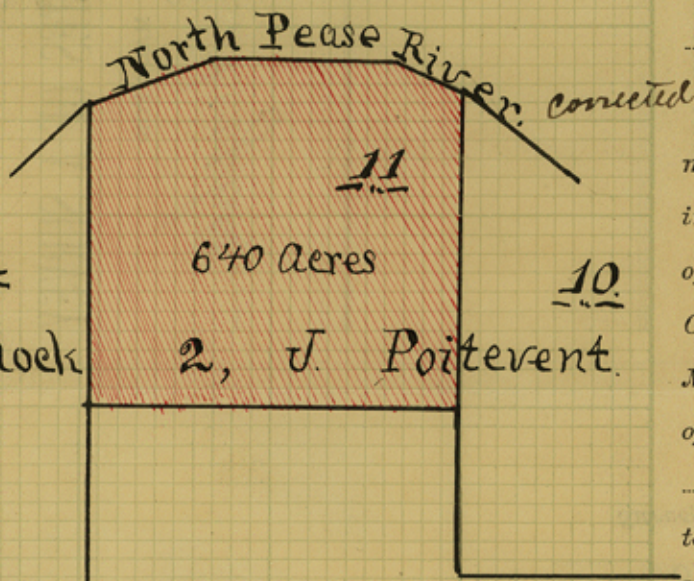 North Pease River. corrected
11
640 Acres
10.
lock 2, J. Poitevent.